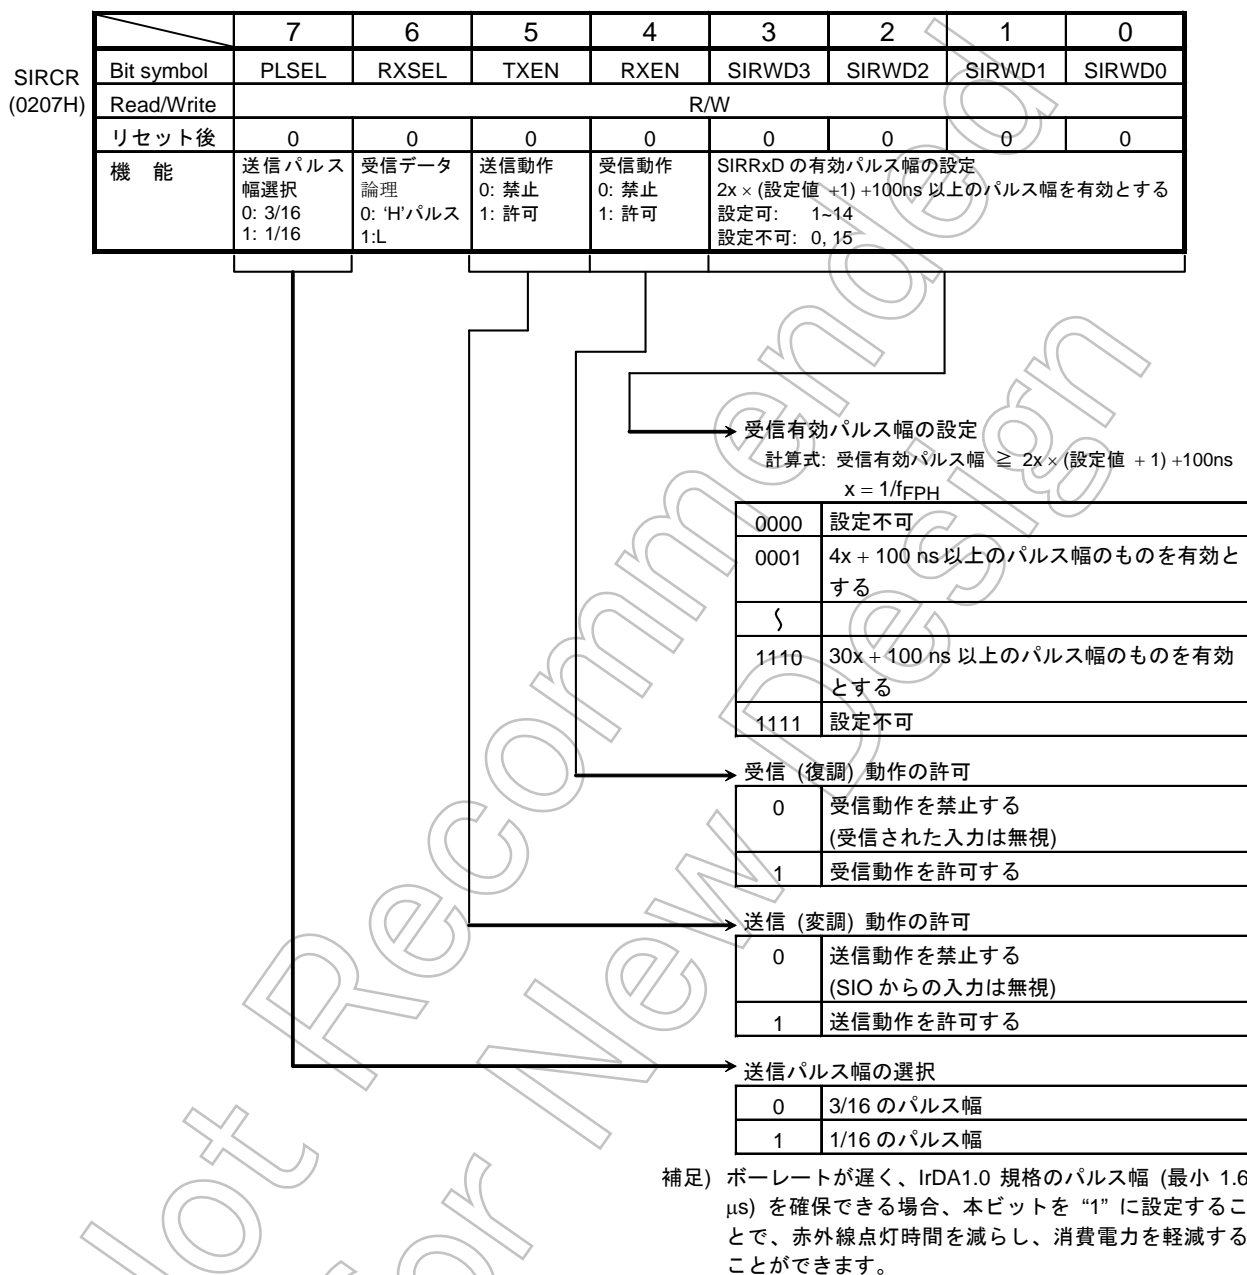 7 6 5 4 3 2 1 0
SIRCR
(0207H)
Bit symbol PLSEL RXSEL TXEN RXEN SIRWD3 SIRWD2 SIRWD1 SIRWD0
Read/Write R/W
リセット後 0 0 0 0 0 0 0 0
機 能
送信パルス
幅選択
0: 3/16
1: 1/16
受信データ
論理
0: ‘H’パルス
1:L
送信動作
0: 禁止
1: 許可
受信動作
0: 禁止
1: 許可
SIRRxD の有効パルス幅の設定
2x × (設定値 +1) +100ns 以上のパルス幅を有効とする
設定可: 1~14
設定不可: 0, 15
受信有効パルス幅の設定
計算式: 受信有効パルス幅 ≧ 2x × (設定値 + 1) +100ns
x = 1/fFPH
0000 設定不可
0001 4x + 100 ns 以上のパルス幅のものを有効と
する
〜
1110 30x + 100 ns 以上のパルス幅のものを有効
とする
1111 設定不可
受信 (復調) 動作の許可
0 受信動作を禁止する
(受信された入力は無視)
1 受信動作を許可する
送信 (変調) 動作の許可
0 送信動作を禁止する
(SIO からの入力は無視)
1 送信動作を許可する
送信パルス幅の選択
0 3/16 のパルス幅
1 1/16 のパルス幅
補足) ボーレートが遅く、IrDA1.0 規格のパルス幅 (最小 1.6
μs) を確保できる場合、本ビットを “1” に設定するこ
とで、赤外線点灯時間を減らし、消費電力を軽減する
ことができます。
Not Recommended
for New Design